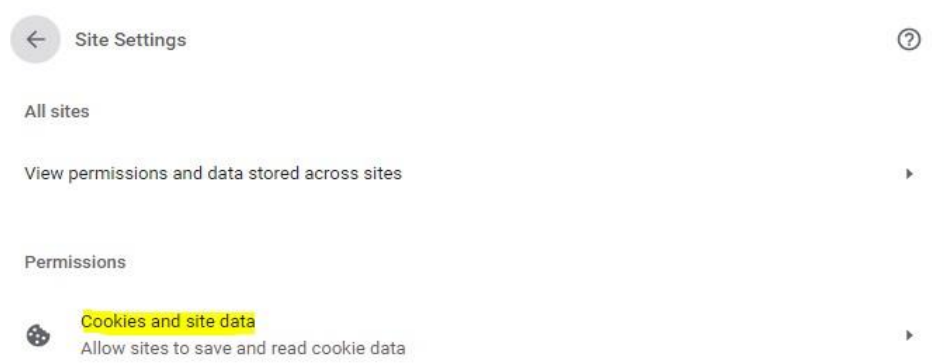 Site Settings
All sites
View permissions and data stored across sites
Permissions
Cookies and site data
Allow sites to save and read cookie data